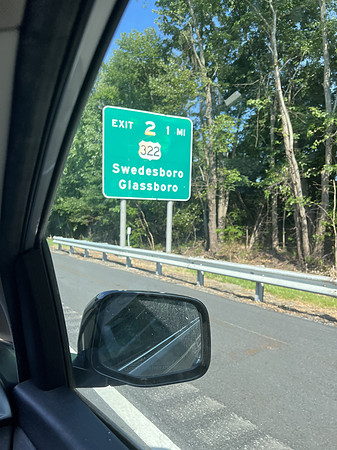 EXIT 2 1 MI
322
Swedesboro
Glassboro